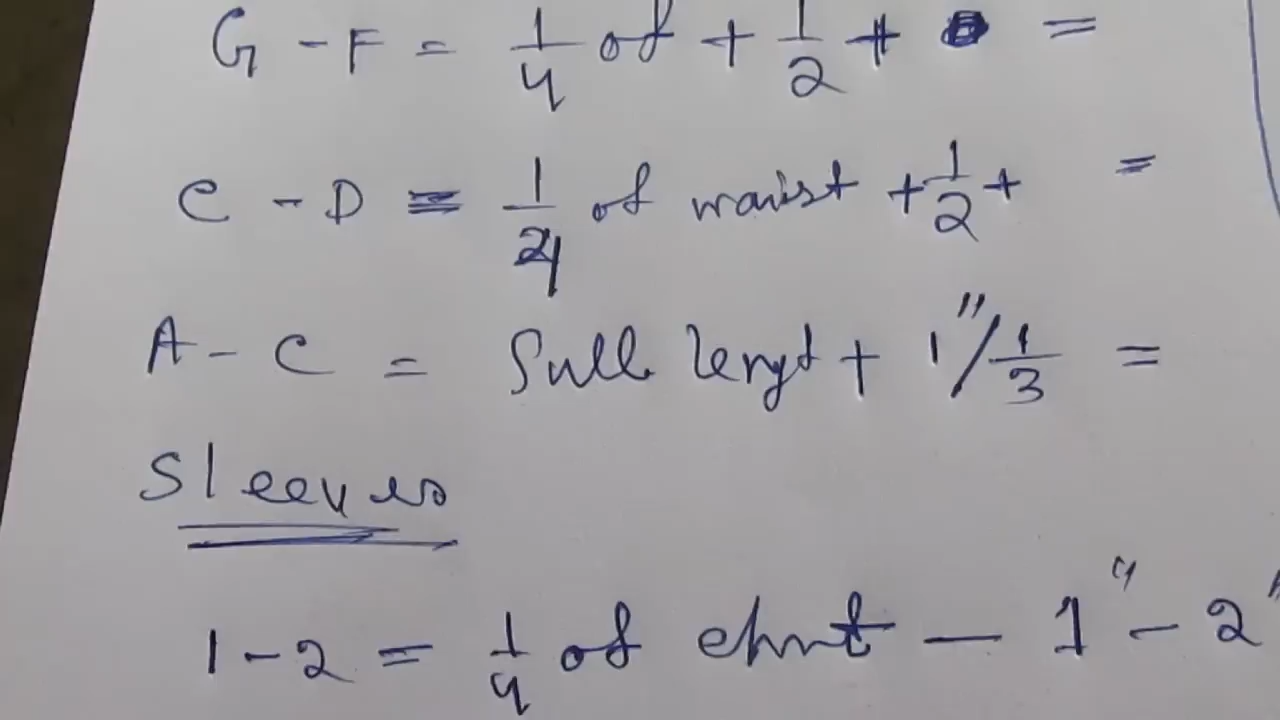 G - F = 1/4 of + 1/2 + =
C - D = 1/4 of waist + 1/2 + =
A - C = Full lengt + 1"/1/3 =
Sleeves
1 - 2 = 1/4 of chest — 1" - 2"